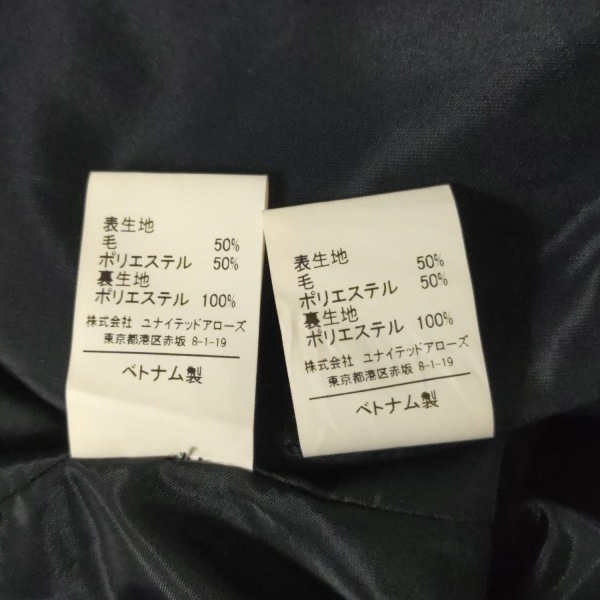 表生地
毛 50%
ポリエステル 50%
裏生地
ポリエステル 100%
株式会社 ユナイテッドアローズ
東京都港区赤坂 8-1-19
ベトナム製
表生地
毛 50%
ポリエステル 50%
裏生地
ポリエステル 100%
株式会社 ユナイテッドアローズ
東京都港区赤坂 8-1-19
ベトナム製